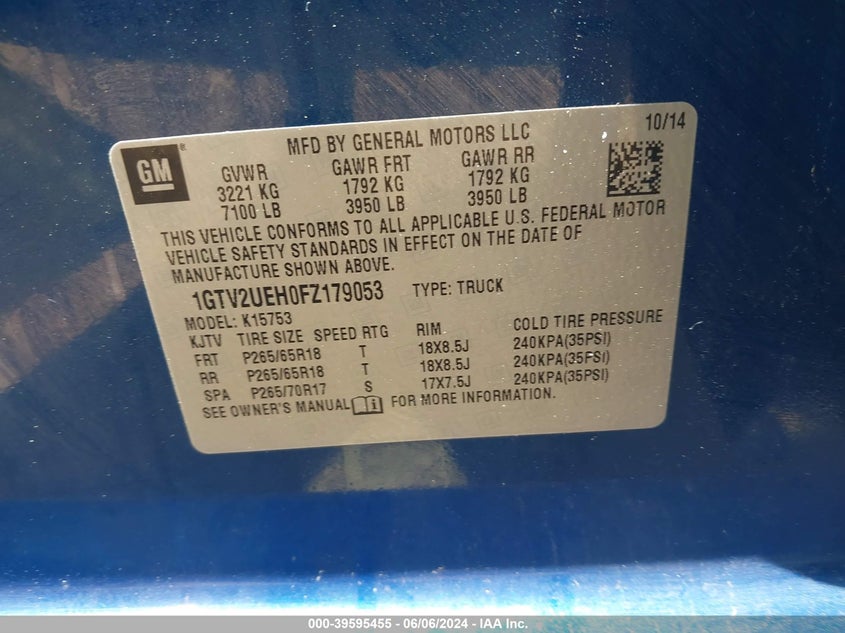 MFD BY GENERAL MOTORS LLC 10/14
GM ®
GVWR GAWR FRT GAWR RR
3221 KG 1792 KG 1792 KG
7100 LB 3950 LB 3950 LB
THIS VEHICLE CONFORMS TO ALL APPLICABLE U.S. FEDERAL MOTOR
VEHICLE SAFETY STANDARDS IN EFFECT ON THE DATE OF
MANUFACTURE SHOWN ABOVE.
1GTV2UEH0FZ179053 TYPE: TRUCK
MODEL: K15753
KJTV TIRE SIZE SPEED RTG RIM COLD TIRE PRESSURE
FRT P265/65R18 T 18X8.5J 240KPA(35PSI)
RR P265/65R18 T 18X8.5J 240KPA(35PSI)
SPA P265/70R17 S 17X7.5J 240KPA(35PSI)
SEE OWNER'S MANUAL FOR MORE INFORMATION.
000-39595455 - 06/06/2024 - IAA Inc.